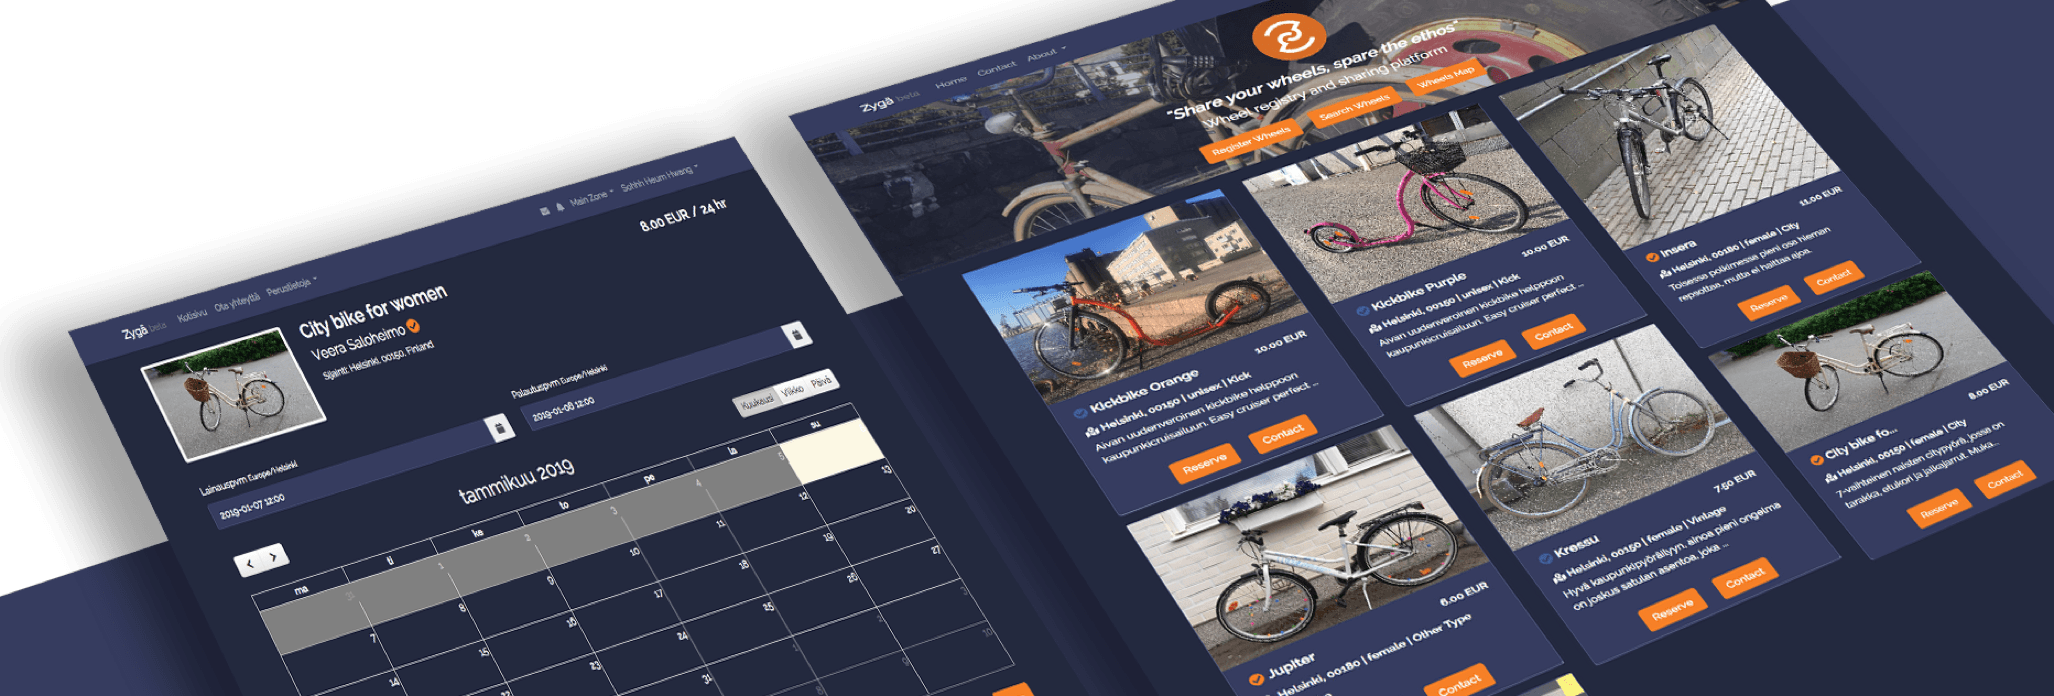 Zygā beta
Kotisivu Ota yhteyttä Perustietoja
Main Zone Sohhh Heum Hwang
City bike for women
Veera Saloheimo
Sijainti: Helsinki, 00150, Finland
8.00 EUR / 24 hr
Lainauspvm Europe/Helsinki
2019-01-07 12:00
Palautuspvm Europe/Helsinki
2019-01-08 12:00
Kuukausi Viikko Päivä
tammikuu 2019
ma ti ke to pe la su
31 1 2 3 4 5
7 8 9 10 11 12 13
14 15 16 17 18 19 20
22 23 24 25 26 27
31 1 2 3
8 9 10
Zygā beta
Home Contact About
"Share your wheels, spare the ethos"
Wheel registry and sharing platform
Register Wheels Search Wheels Wheels Map
10.00 EUR
Kickbike Orange
Helsinki, 00150 | unisex | Kick
Aivan uudenveroinen kickbike helppoon
kaupunkicruisailuun. Easy cruiser perfect ...
Reserve Contact
10.00 EUR
Kickbike Purple
Helsinki, 00150 | unisex | Kick
Aivan uudenveroinen kickbike helppoon
kaupunkicruisailuun. Easy cruiser perfect ...
Reserve Contact
11.00 EUR
Insera
Helsinki, 00180 | female | City
Toisessa polkimessa pieni osa hieman
repsottaa, mutta ei haittaa ajoa.
Reserve Contact
6.00 EUR
Jupiter
Helsinki, 00180 | female | Other Type
Contact
7.50 EUR
Kressu
Helsinki, 00150 | female | Vintage
Hyvä kaupunkipyöräilyyn, ainoa pieni ongelma
on joskus satulan asentoa, joka ...
Reserve Contact
8.00 EUR
City bike fo...
Helsinki, 00150 | female | City
7-vaihteinen naisten citypyörä, jossa on
tarakka, etukori ja jalkajarrut. Muka...
Reserve Contact